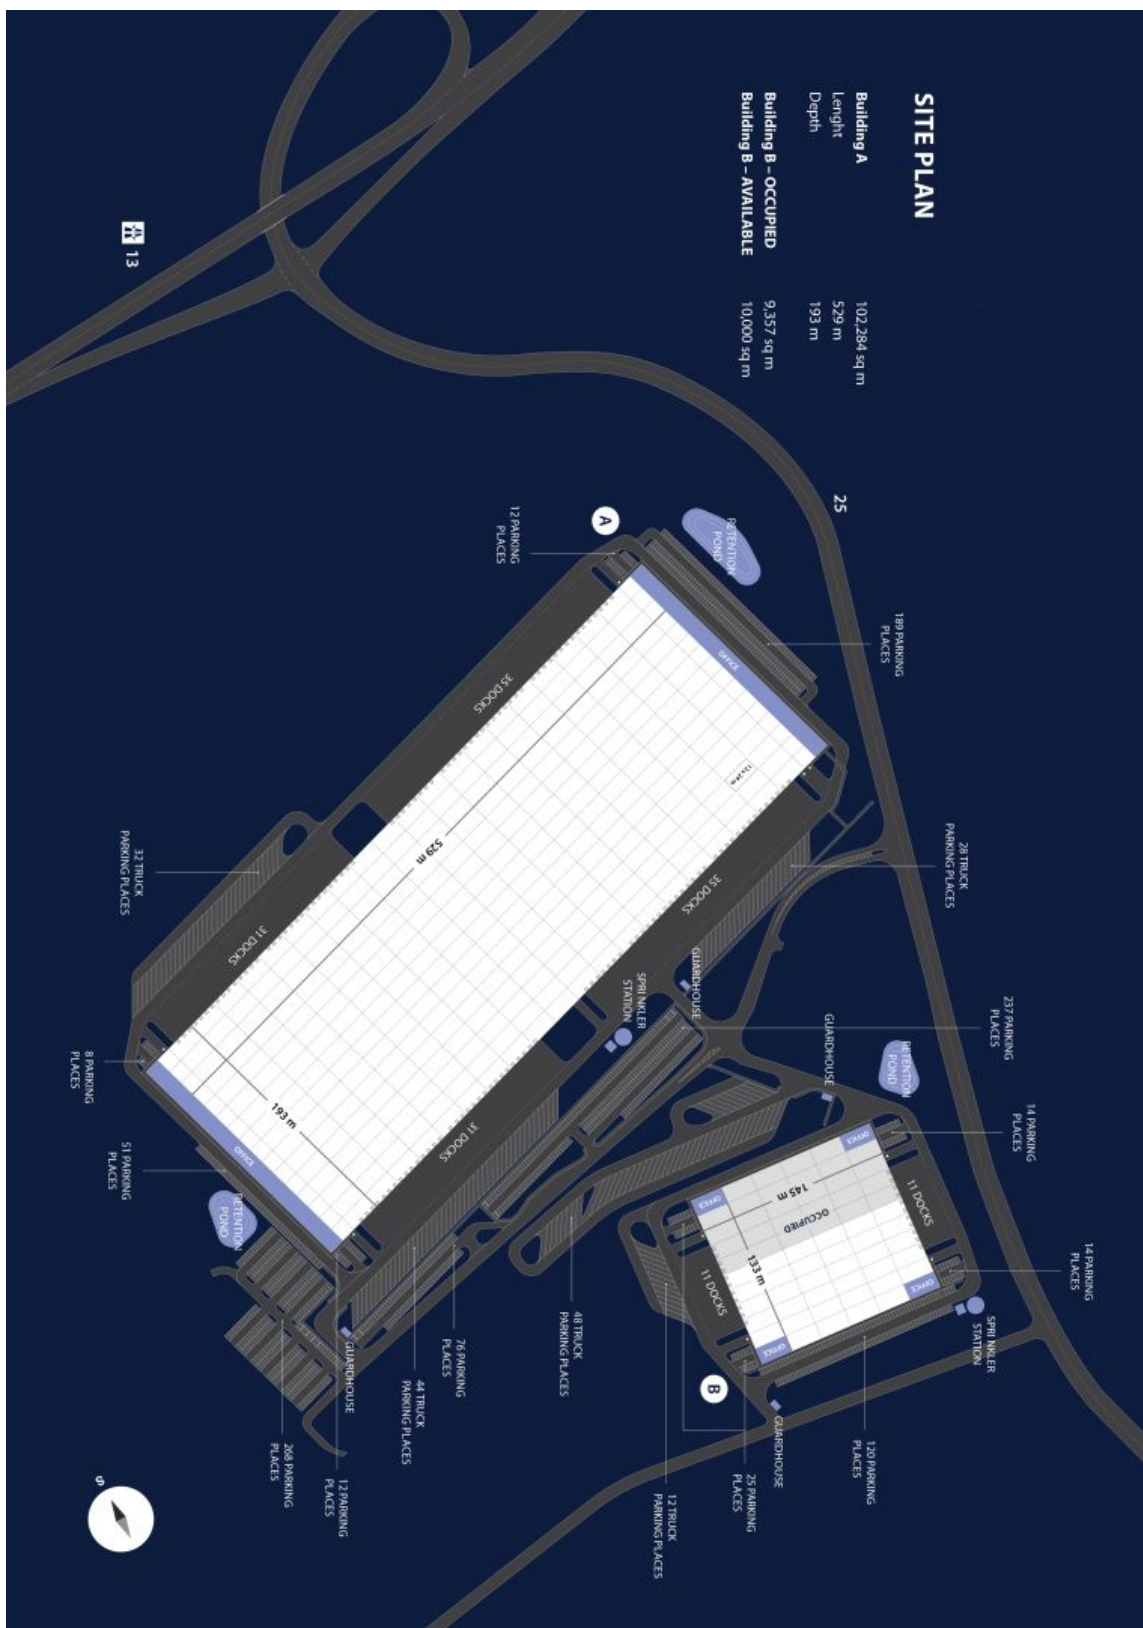 SITE PLAN
Building A 102,284 sq m
Lenght 529 m
Depth 193 m
Building B – OCCUPIED 9,357 sq m
Building B – AVAILABLE 10,000 sq m
13
25
A
RETENTION
POND
12 PARKING
PLACES
189 PARKING
PLACES
OFFICE
35 DOCKS
12 x 24 m
529 m
28 TRUCK
PARKING PLACES
35 DOCKS
32 TRUCK
PARKING PLACES
31 DOCKS
GUARDHOUSE
SPRINKLER
STATION
237 PARKING
PLACES
GUARDHOUSE
RETENTION
POND
14 PARKING
PLACES
8 PARKING
PLACES
193 m
31 DOCKS
OFFICE
51 PARKING
PLACES
RETENTION
POND
OFFICE
145 m
11 DOCKS
OFFICE
OCCUPIED
133 m
OFFICE
14 PARKING
PLACES
11 DOCKS
OFFICE
SPRINKLER
STATION
48 TRUCK
PARKING PLACES
12 TRUCK
PARKING PLACES
76 PARKING
PLACES
44 TRUCK
PARKING PLACES
GUARDHOUSE
B
GUARDHOUSE
120 PARKING
PLACES
25 PARKING
PLACES
268 PARKING
PLACES
12 PARKING
PLACES
S